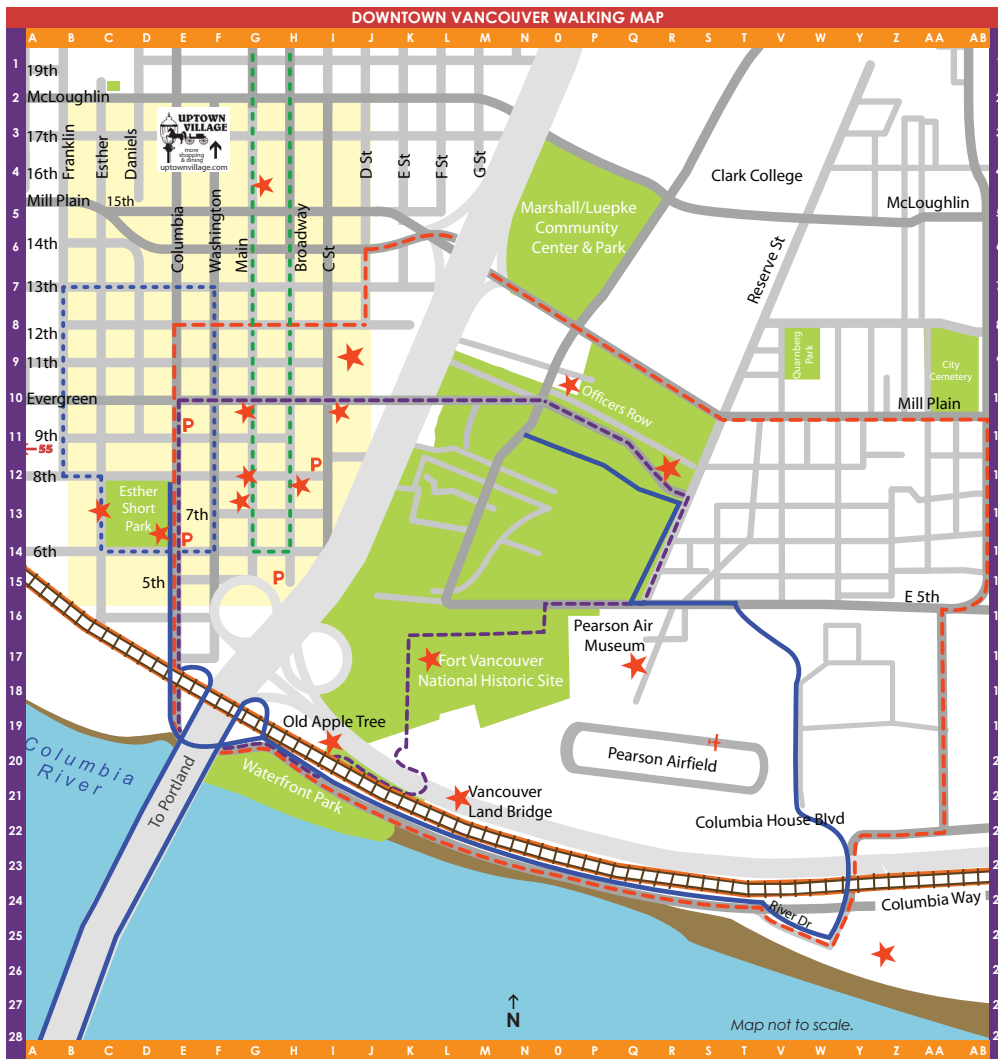 DOWNTOWN VANCOUVER WALKING MAP
A B C D E F G H I J K L M N O P Q R S T V W Y Z AA AB
1
19th
2
McLoughlin
UPTOWN
VILLAGE
more
shopping
& dining
uptownvillage.com
3
17th
Franklin
Esther
Daniels
D St
E St
F St
G St
4
16th
Clark College
Mill Plain
15th
5
McLoughlin
Marshall/Luepke
Community
Center & Park
6
14th
Columbia
Washington
Main
Broadway
C St
Reserve St
7
13th
8
12th
9
11th
Quarnberg
Park
City
Cemetery
10
Evergreen
Officers Row
Mill Plain
P
11
9th
55
12
8th
P
Esther
Short
Park
13
7th
P
14
6th
15
5th
P
E 5th
16
Pearson Air
Museum
17
Fort Vancouver
National Historic Site
18
19
Old Apple Tree
Columbia
River
20
Pearson Airfield
Waterfront Park
21
Vancouver
Land Bridge
To Portland
22
Columbia House Blvd
23
24
Columbia Way
River Dr
25
26
27
N
Map not to scale.
28
A B C D E F G H I J K L M N O P Q R S T V W Y Z AA AB